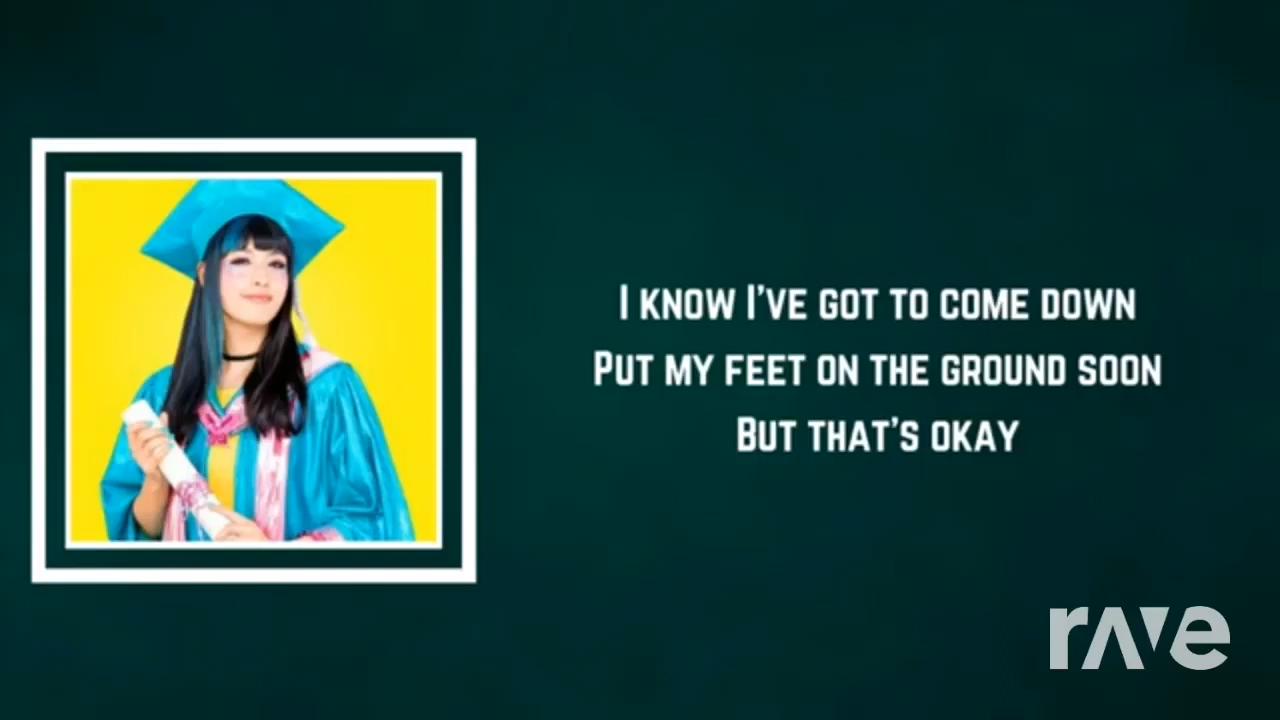 I KNOW I'VE GOT TO COME DOWN
PUT MY FEET ON THE GROUND SOON
BUT THAT'S OKAY
rave